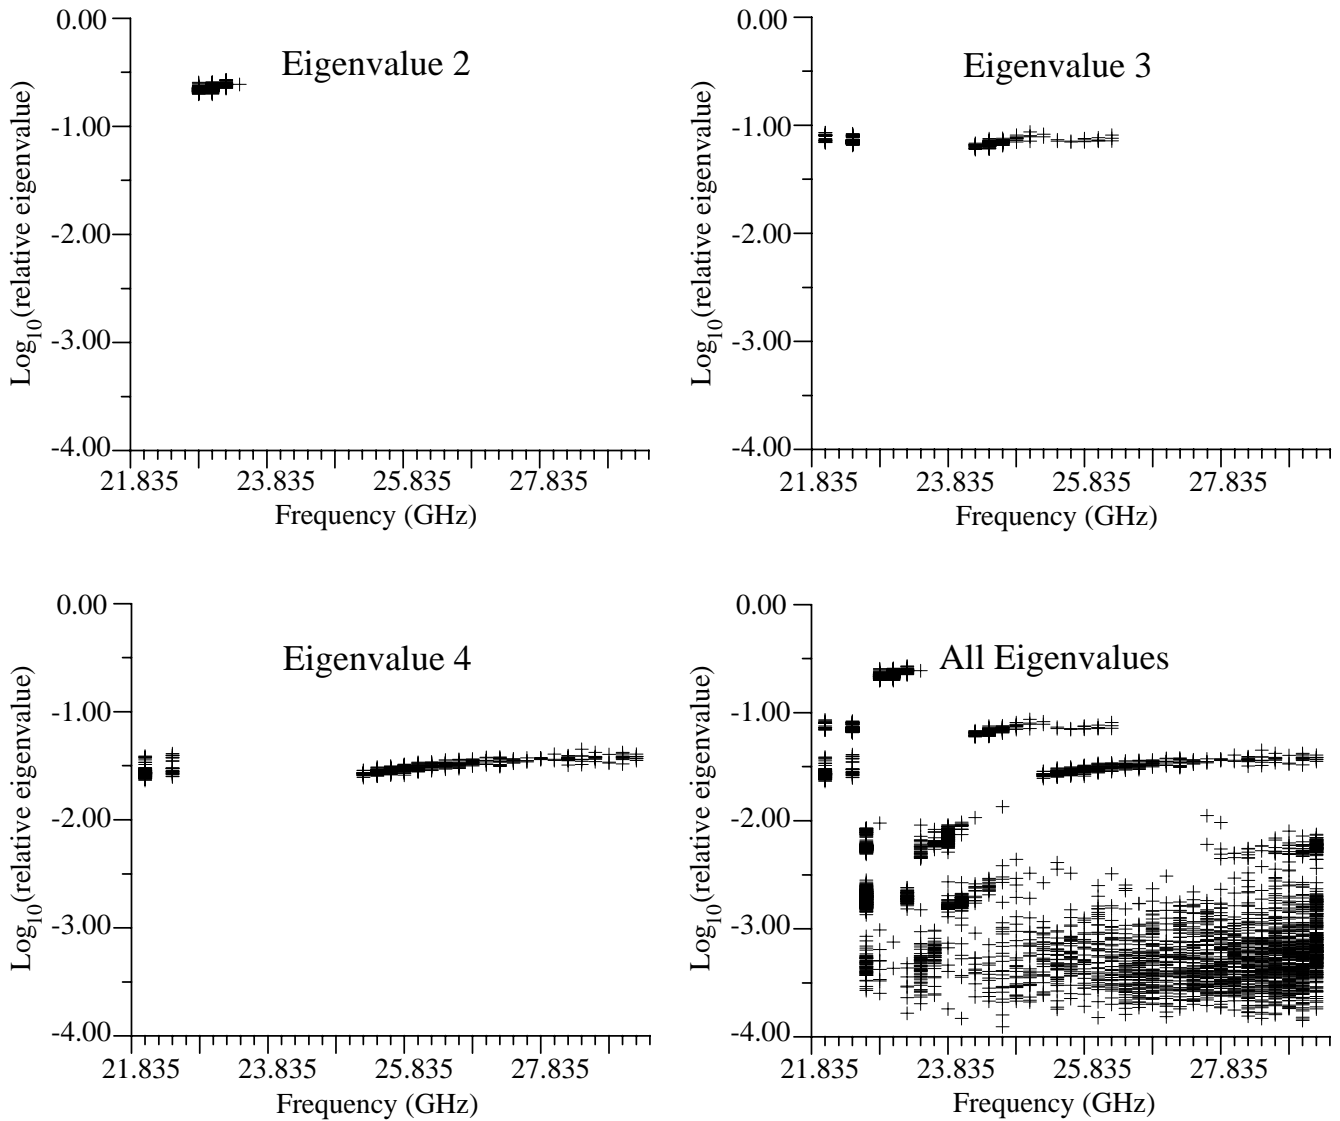 Eigenvalue 2
0.00
-1.00
-2.00
-3.00
-4.00
Log10(relative eigenvalue)
21.835 23.835 25.835 27.835
Frequency (GHz)
Eigenvalue 3
0.00
-1.00
-2.00
-3.00
-4.00
Log10(relative eigenvalue)
21.835 23.835 25.835 27.835
Frequency (GHz)
Eigenvalue 4
0.00
-1.00
-2.00
-3.00
-4.00
Log10(relative eigenvalue)
21.835 23.835 25.835 27.835
Frequency (GHz)
All Eigenvalues
0.00
-1.00
-2.00
-3.00
-4.00
Log10(relative eigenvalue)
21.835 23.835 25.835 27.835
Frequency (GHz)